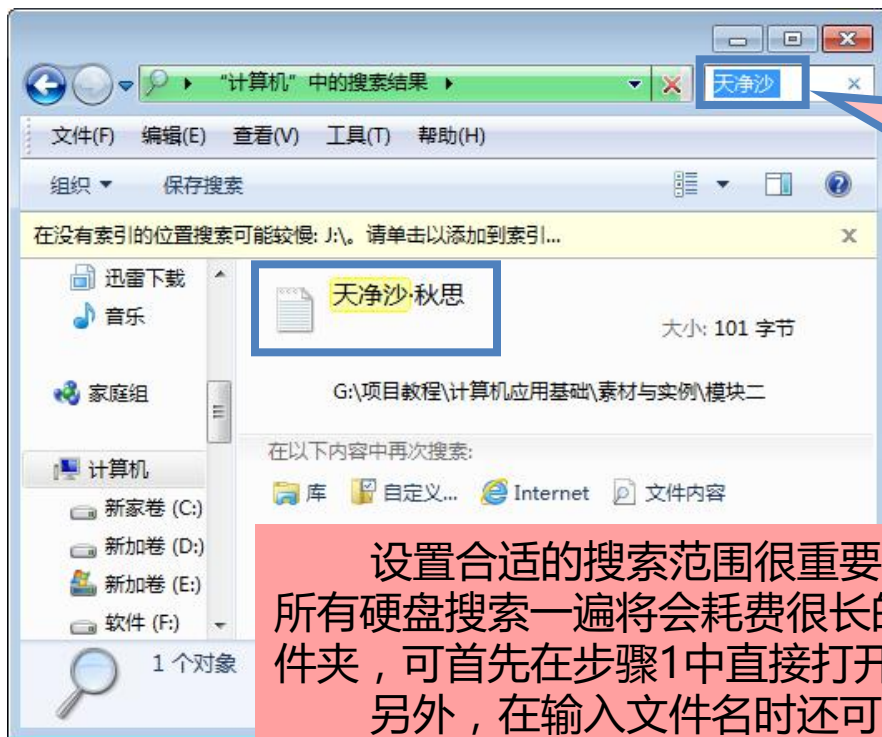 “计算机” 中的搜索结果
天净沙
文件(F) 编辑(E) 查看(V) 工具(T) 帮助(H)
组织 保存搜索
在没有索引的位置搜索可能较慢: J:\。请单击以添加到索引...
迅雷下载
音乐
家庭组
计算机
新家卷 (C:)
新加卷 (D:)
新加卷 (E:)
软件 (F:)
天净沙·秋思
大小: 101 字节
G:\项目教程\计算机应用基础\素材与实例\模块二
在以下内容中再次搜索:
库 自定义... Internet 文件内容
1 个对象
设置合适的搜索范围很重要
所有硬盘搜索一遍将会耗费很长的
件夹，可首先在步骤1中直接打开
另外，在输入文件名时还可